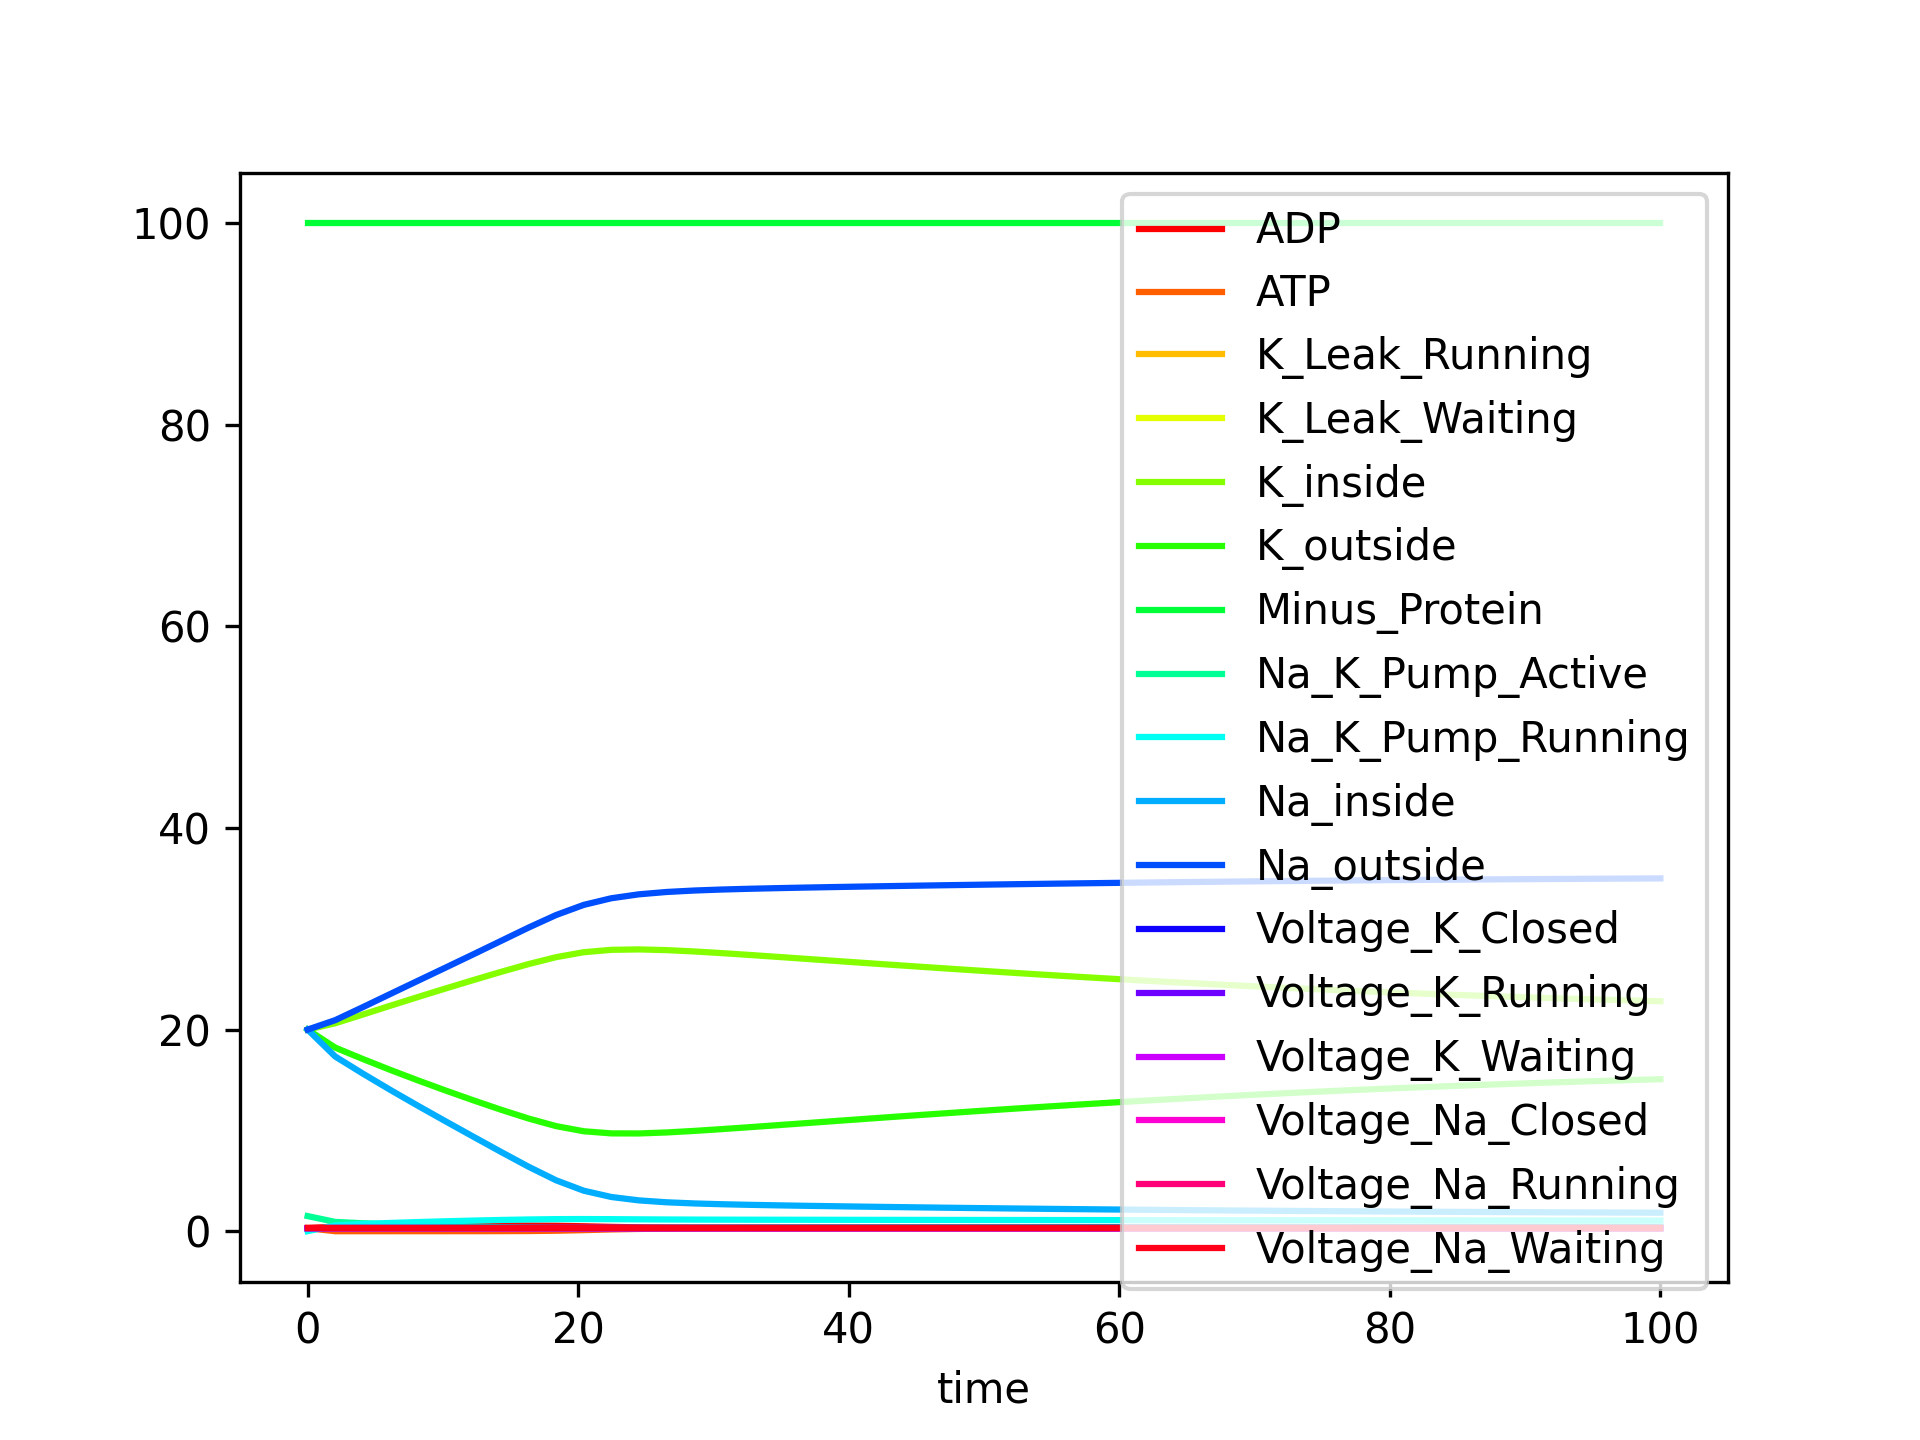 100
80
60
40
20
0
ADP
ATP
K_Leak_Running
K_Leak_Waiting
K_inside
K_outside
Minus_Protein
Na_K_Pump_Active
Na_K_Pump_Running
Na_inside
Na_outside
Voltage_K_Closed
Voltage_K_Running
Voltage_K_Waiting
Voltage_Na_Closed
Voltage_Na_Running
Voltage_Na_Waiting
0 20 40 60 80 100
time